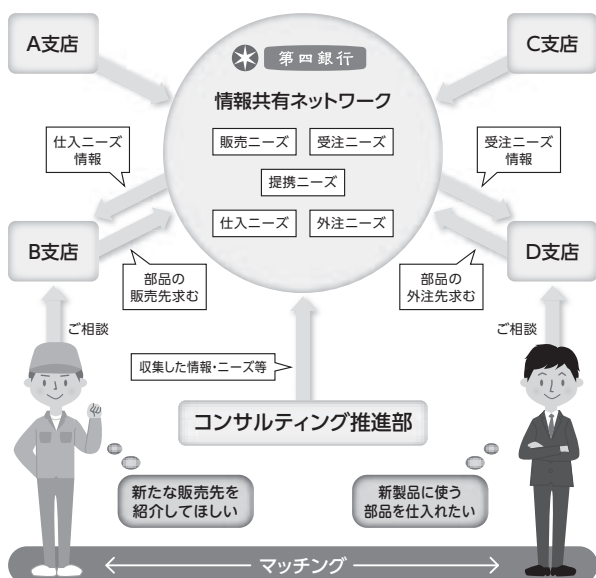 A支店
C支店
第四銀行
情報共有ネットワーク
販売ニーズ
受注ニーズ
提携ニーズ
仕入ニーズ
外注ニーズ
仕入ニーズ
情報
受注ニーズ
情報
B支店
D支店
部品の
販売先求む
部品の
外注先求む
ご相談
ご相談
収集した情報・ニーズ等
コンサルティング推進部
新たな販売先を
紹介してほしい
新製品に使う
部品を仕入れたい
マッチング